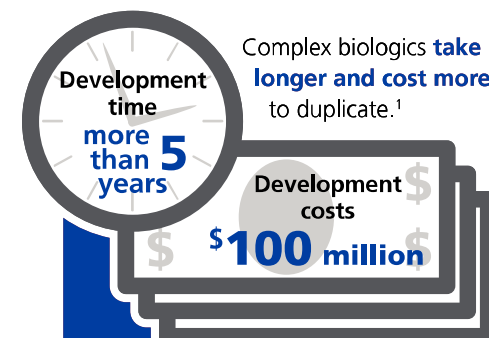 Complex biologics take
longer and cost more
to duplicate.¹
Development
time
more
than 5
years
Development
costs
$100 million
$
$
$